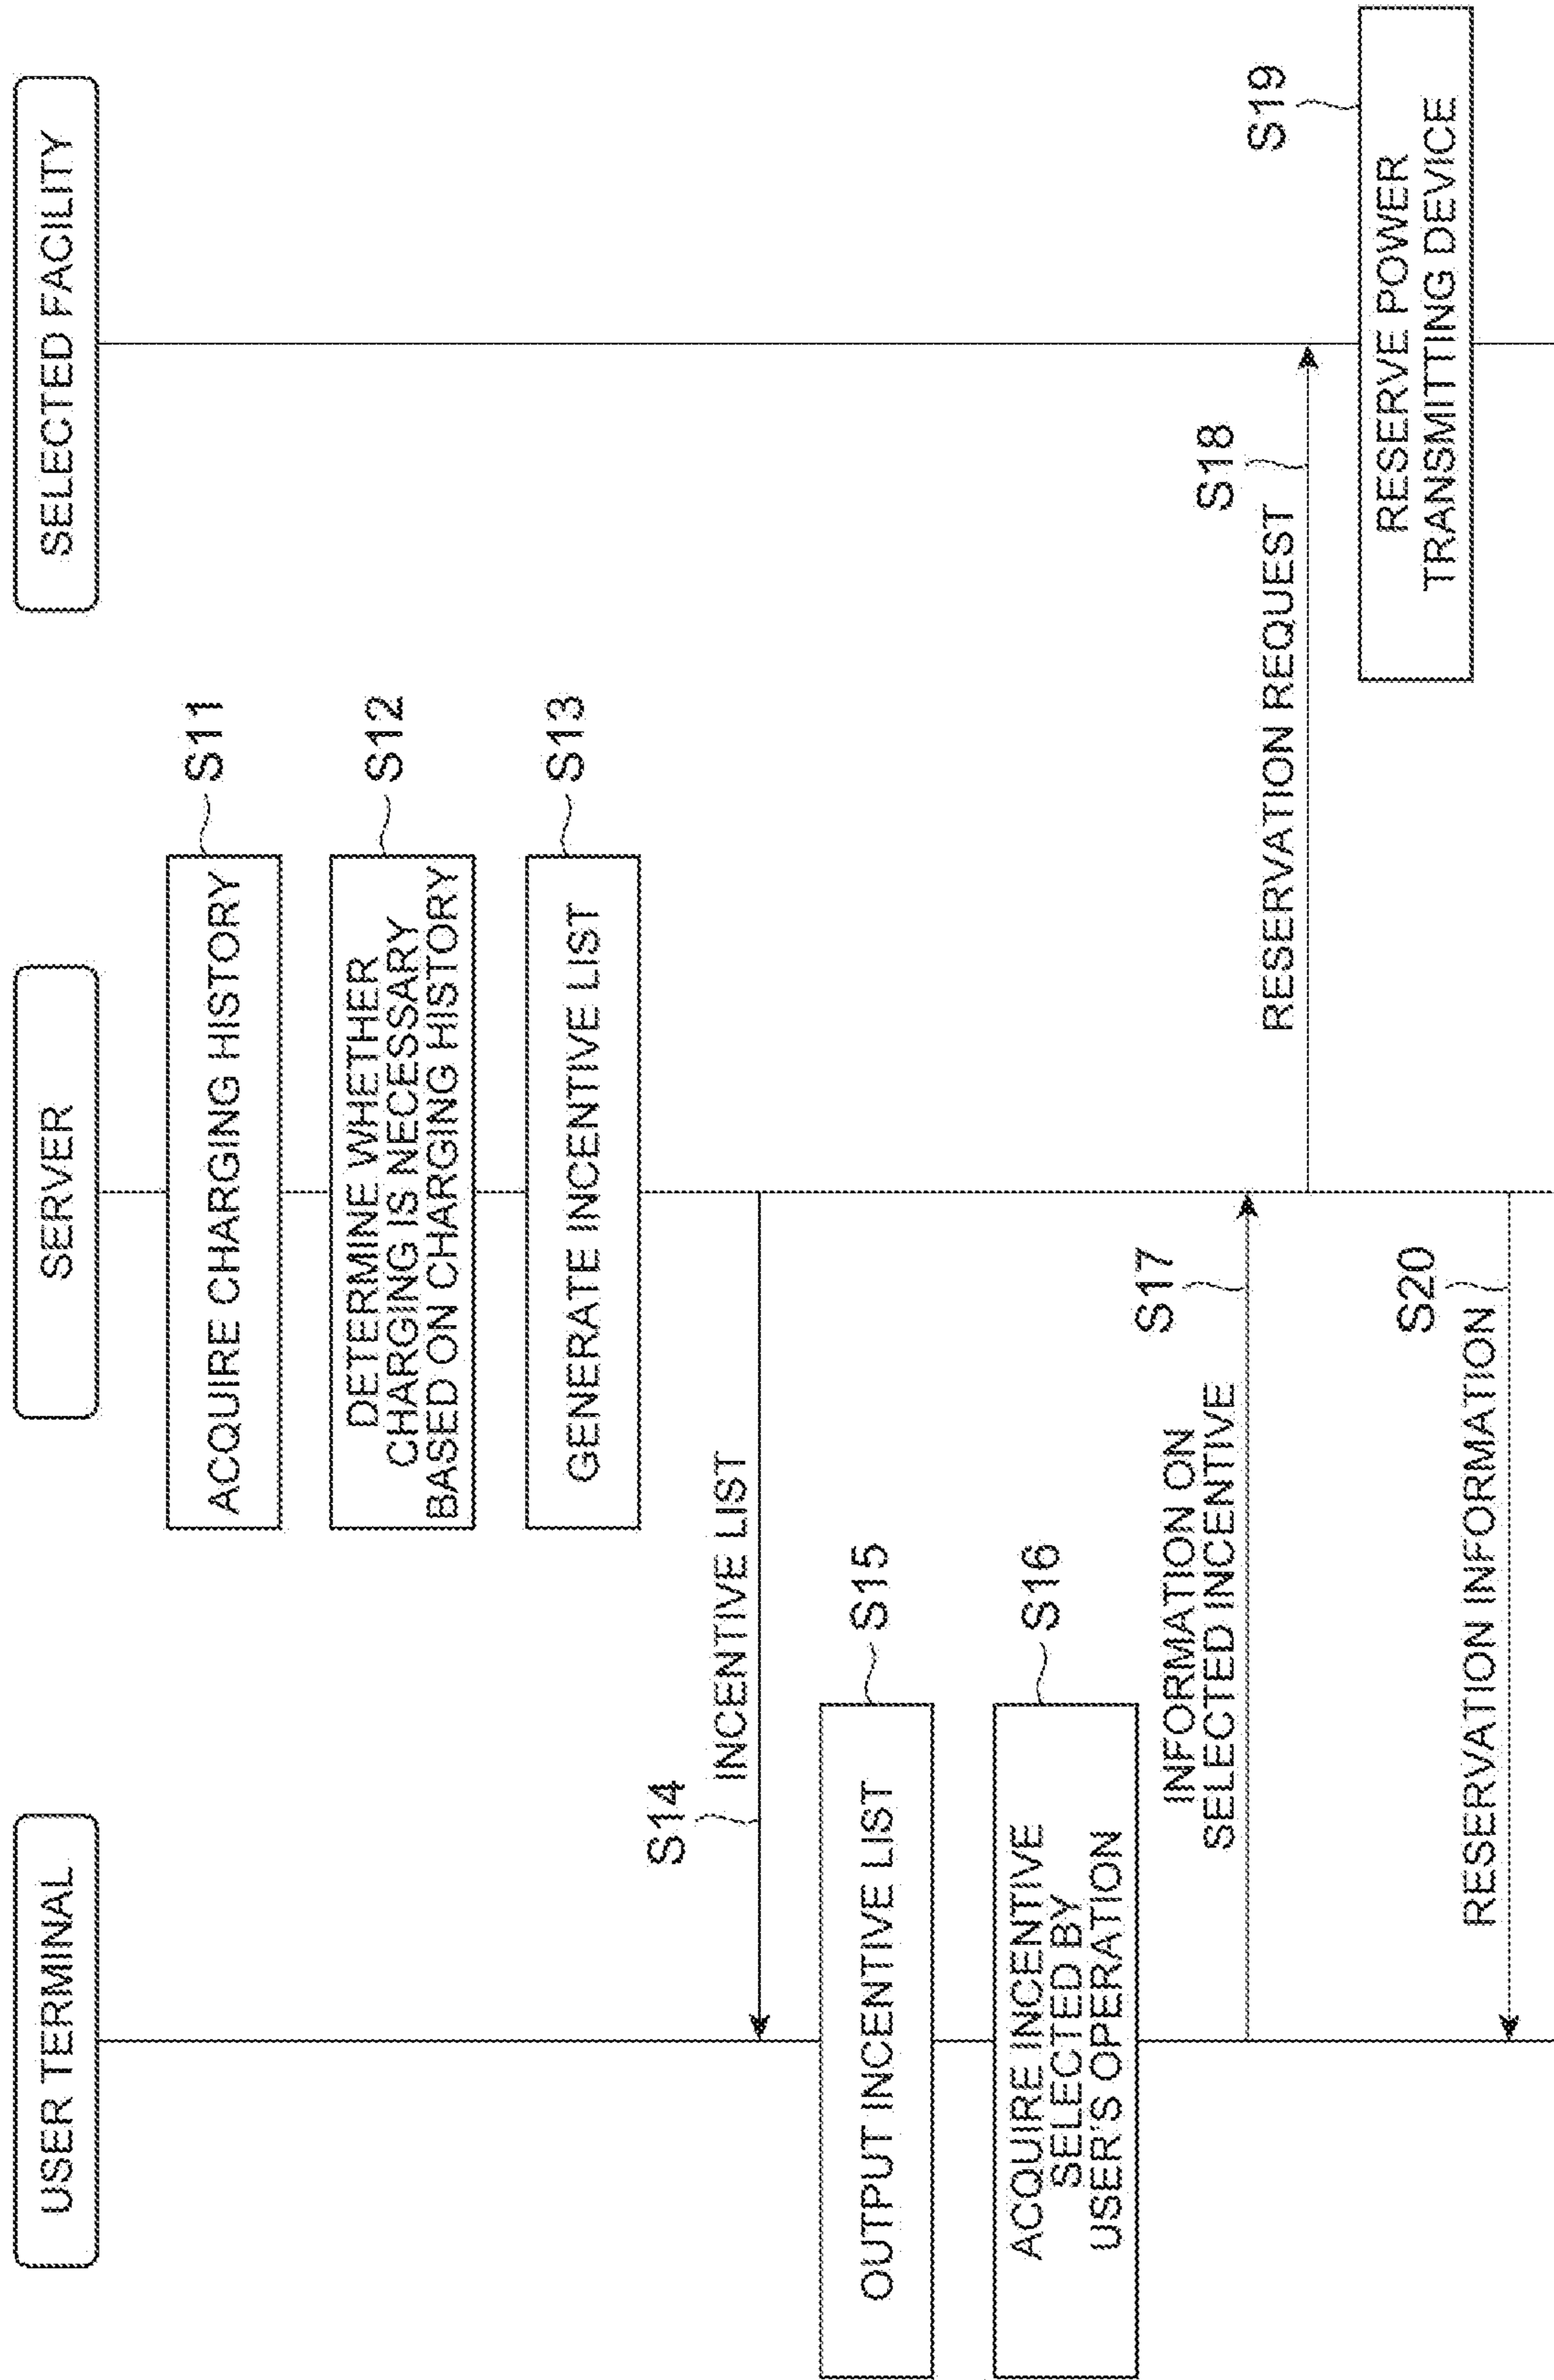 USER TERMINAL
SERVER
SELECTED FACILITY
ACQUIRE CHARGING HISTORY
S11
DETERMINE WHETHER
CHARGING IS NECESSARY
BASED ON CHARGING HISTORY
S12
GENERATE INCENTIVE LIST
S13
S14
INCENTIVE LIST
OUTPUT INCENTIVE LIST
S15
ACQUIRE INCENTIVE
SELECTED BY
USER'S OPERATION
S16
INFORMATION ON
SELECTED INCENTIVE
S17
RESERVATION REQUEST
S18
RESERVE POWER
TRANSMITTING DEVICE
S19
RESERVATION INFORMATION
S20